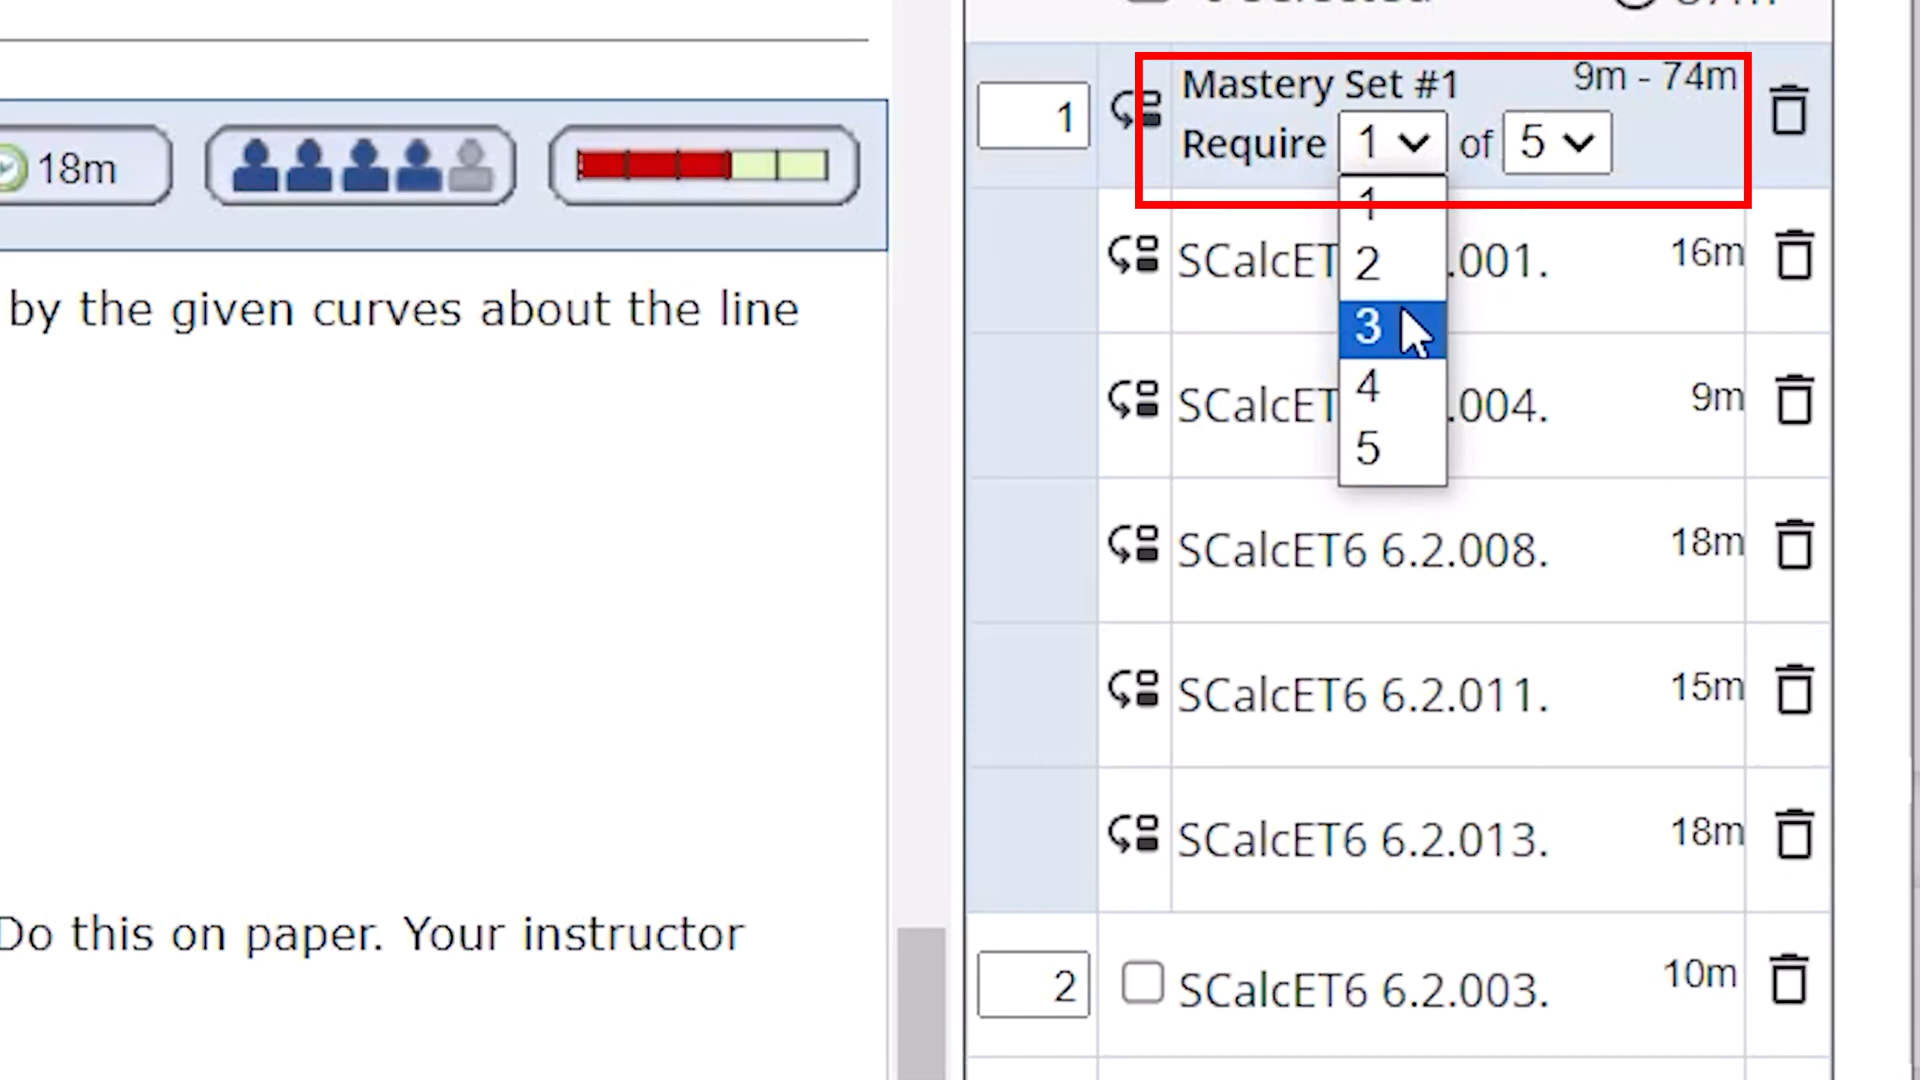 18m
by the given curves about the line
Do this on paper. Your instructor
1
Mastery Set #1
9m - 74m
Require 1 of 5
1
2
3
4
5
SCalcET .001.
16m
SCalcET .004.
9m
SCalcET6 6.2.008.
18m
SCalcET6 6.2.011.
15m
SCalcET6 6.2.013.
18m
2
SCalcET6 6.2.003.
10m